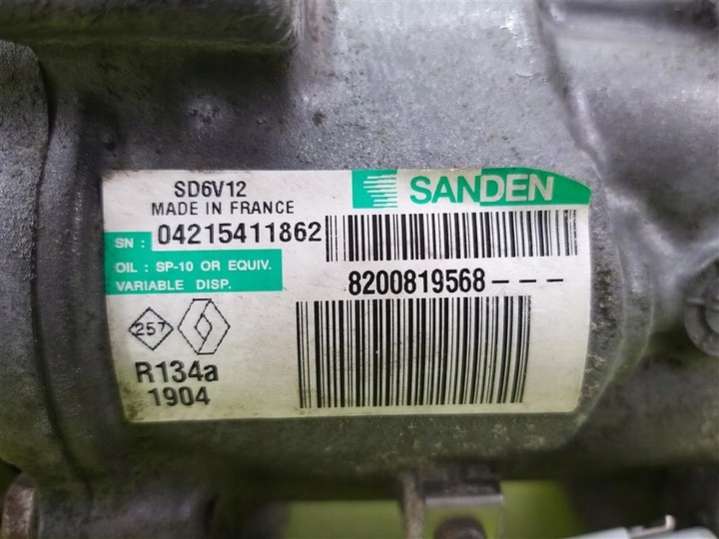 SD6V12
MADE IN FRANCE
SANDEN
SN : 04215411862
OIL : SP-10 OR EQUIV.
VARIABLE DISP.
8200819568---
257
R134a
1904